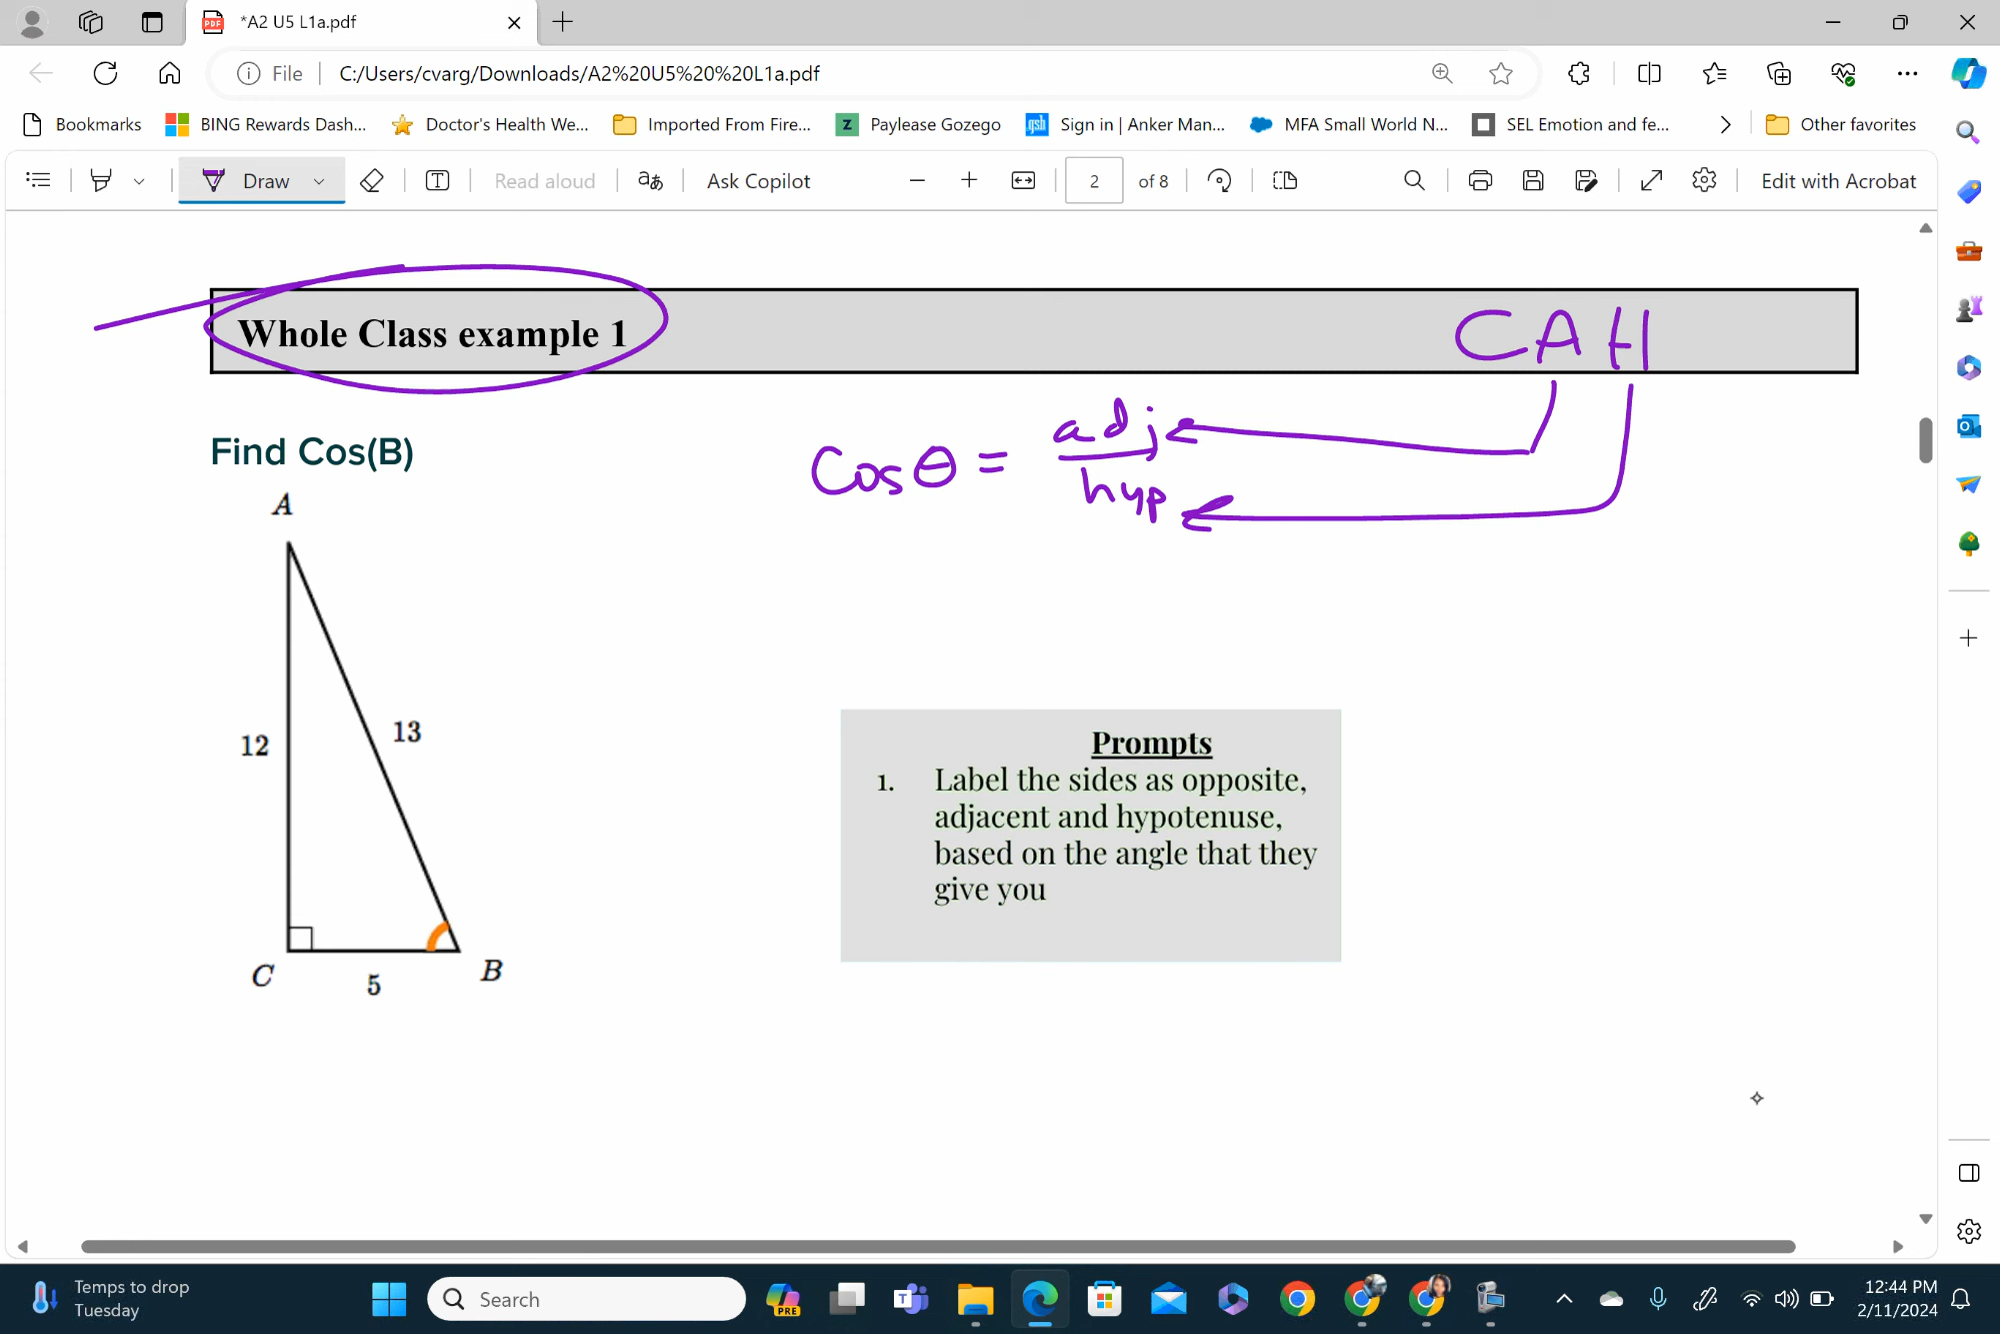 *A2 U5 L1a.pdf
File C:/Users/cvarg/Downloads/A2%20U5%20%20L1a.pdf
Bookmarks BING Rewards Dash... Doctor's Health We... Imported From Fire... Paylease Gozego Sign in | Anker Man... MFA Small World N... SEL Emotion and fe... Other favorites
Draw Read aloud aあ Ask Copilot 2 of 8 Edit with Acrobat
Whole Class example 1 CAH
Find Cos(B)
Cos θ = adj
hyp
A
12
13
C
5
B
Prompts
1. Label the sides as opposite,
adjacent and hypotenuse,
based on the angle that they
give you
Temps to drop
Tuesday
Search
PRE
12:44 PM
2/11/2024